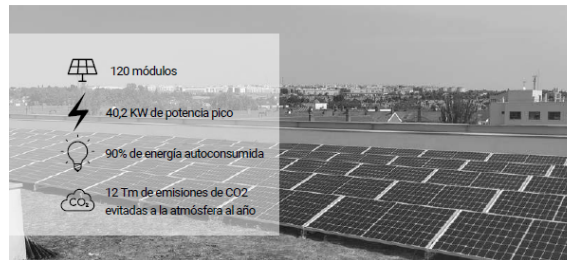 120 módulos
40,2 KW de potencia pico
90% de energía autoconsumida
12 Tm de emisiones de CO2
evitadas a la atmósfera al año
CO₂